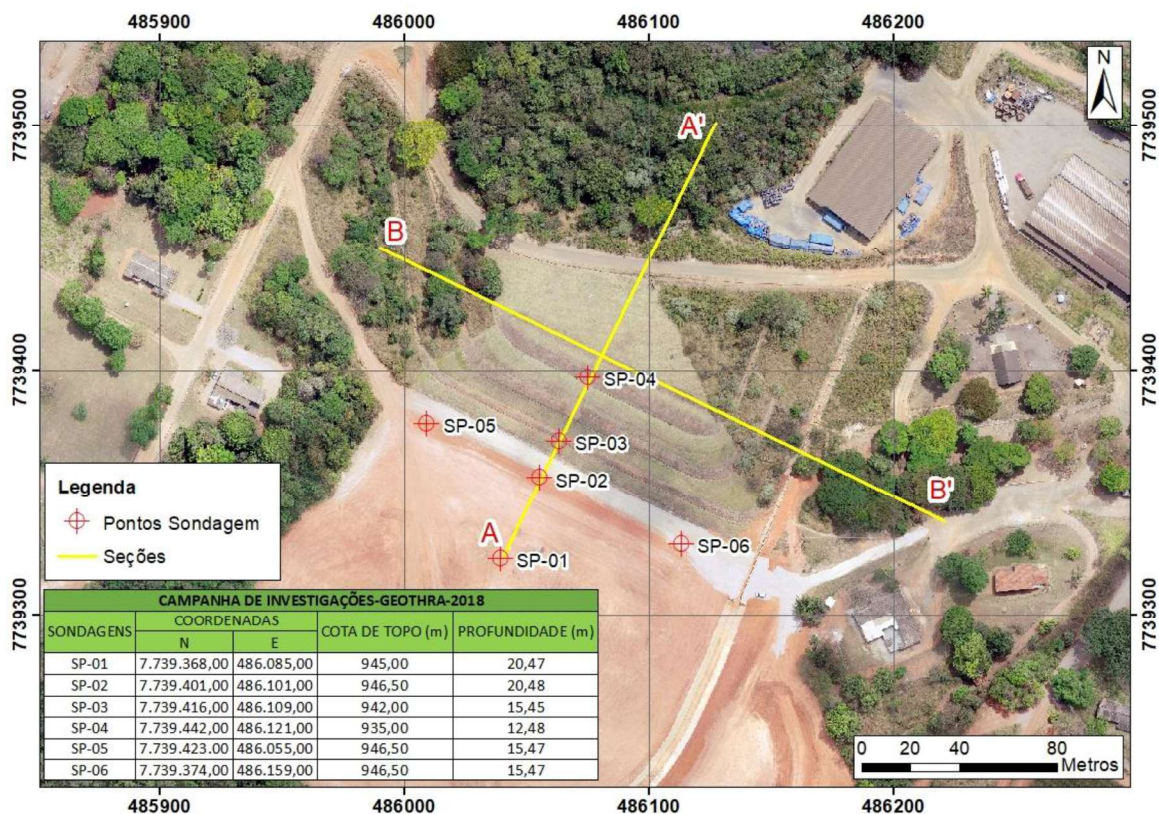 485900 486000 486100 486200
N
7739500 7739500
A'
B
7739400 7739400
SP-04
SP-05
SP-03
SP-02
B'
A
SP-06
SP-01
Legenda
Pontos Sondagem
Seções
7739300 7739300
CAMPANHA DE INVESTIGAÇÕES-GEOTHRA-2018
SONDAGENS COORDENADAS COTA DE TOPO (m) PROFUNDIDADE (m)
N E
SP-01 7.739.368,00 486.085,00 945,00 20,47
SP-02 7.739.401,00 486.101,00 946,50 20,48
SP-03 7.739.416,00 486.109,00 942,00 15,45
SP-04 7.739.442,00 486.121,00 935,00 12,48
SP-05 7.739.423.00 486.055,00 946,50 15,47
SP-06 7.739.374,00 486.159,00 946,50 15,47
0 20 40 80
Metros
485900 486000 486100 486200